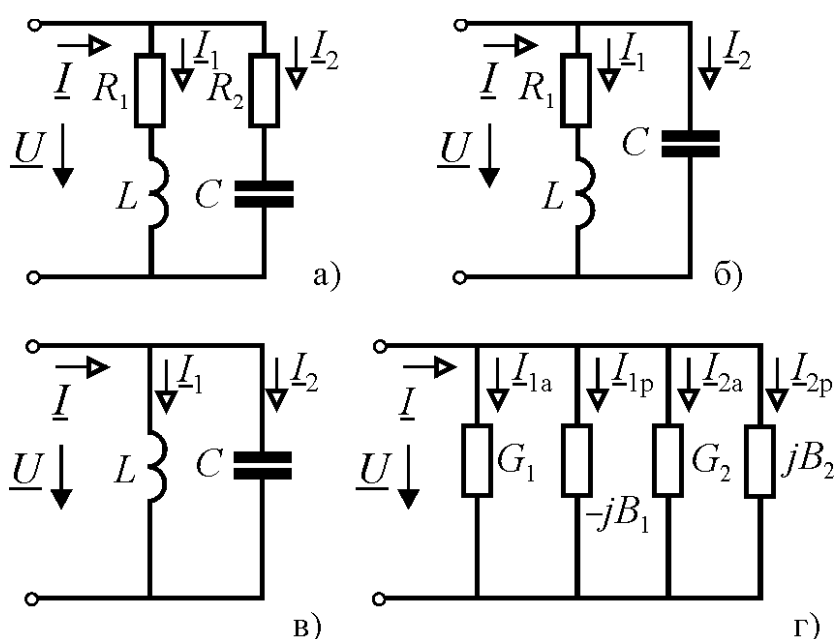 I I₁ I₂
R₁ R₂
U
L C
а)
I I₁ I₂
R₁
U C
L
б)
I I₁ I₂
U L C
в)
I I₁ₐ I₁ₚ I₂ₐ I₂ₚ
U G₁ G₂ jB₂
–jB₁
г)